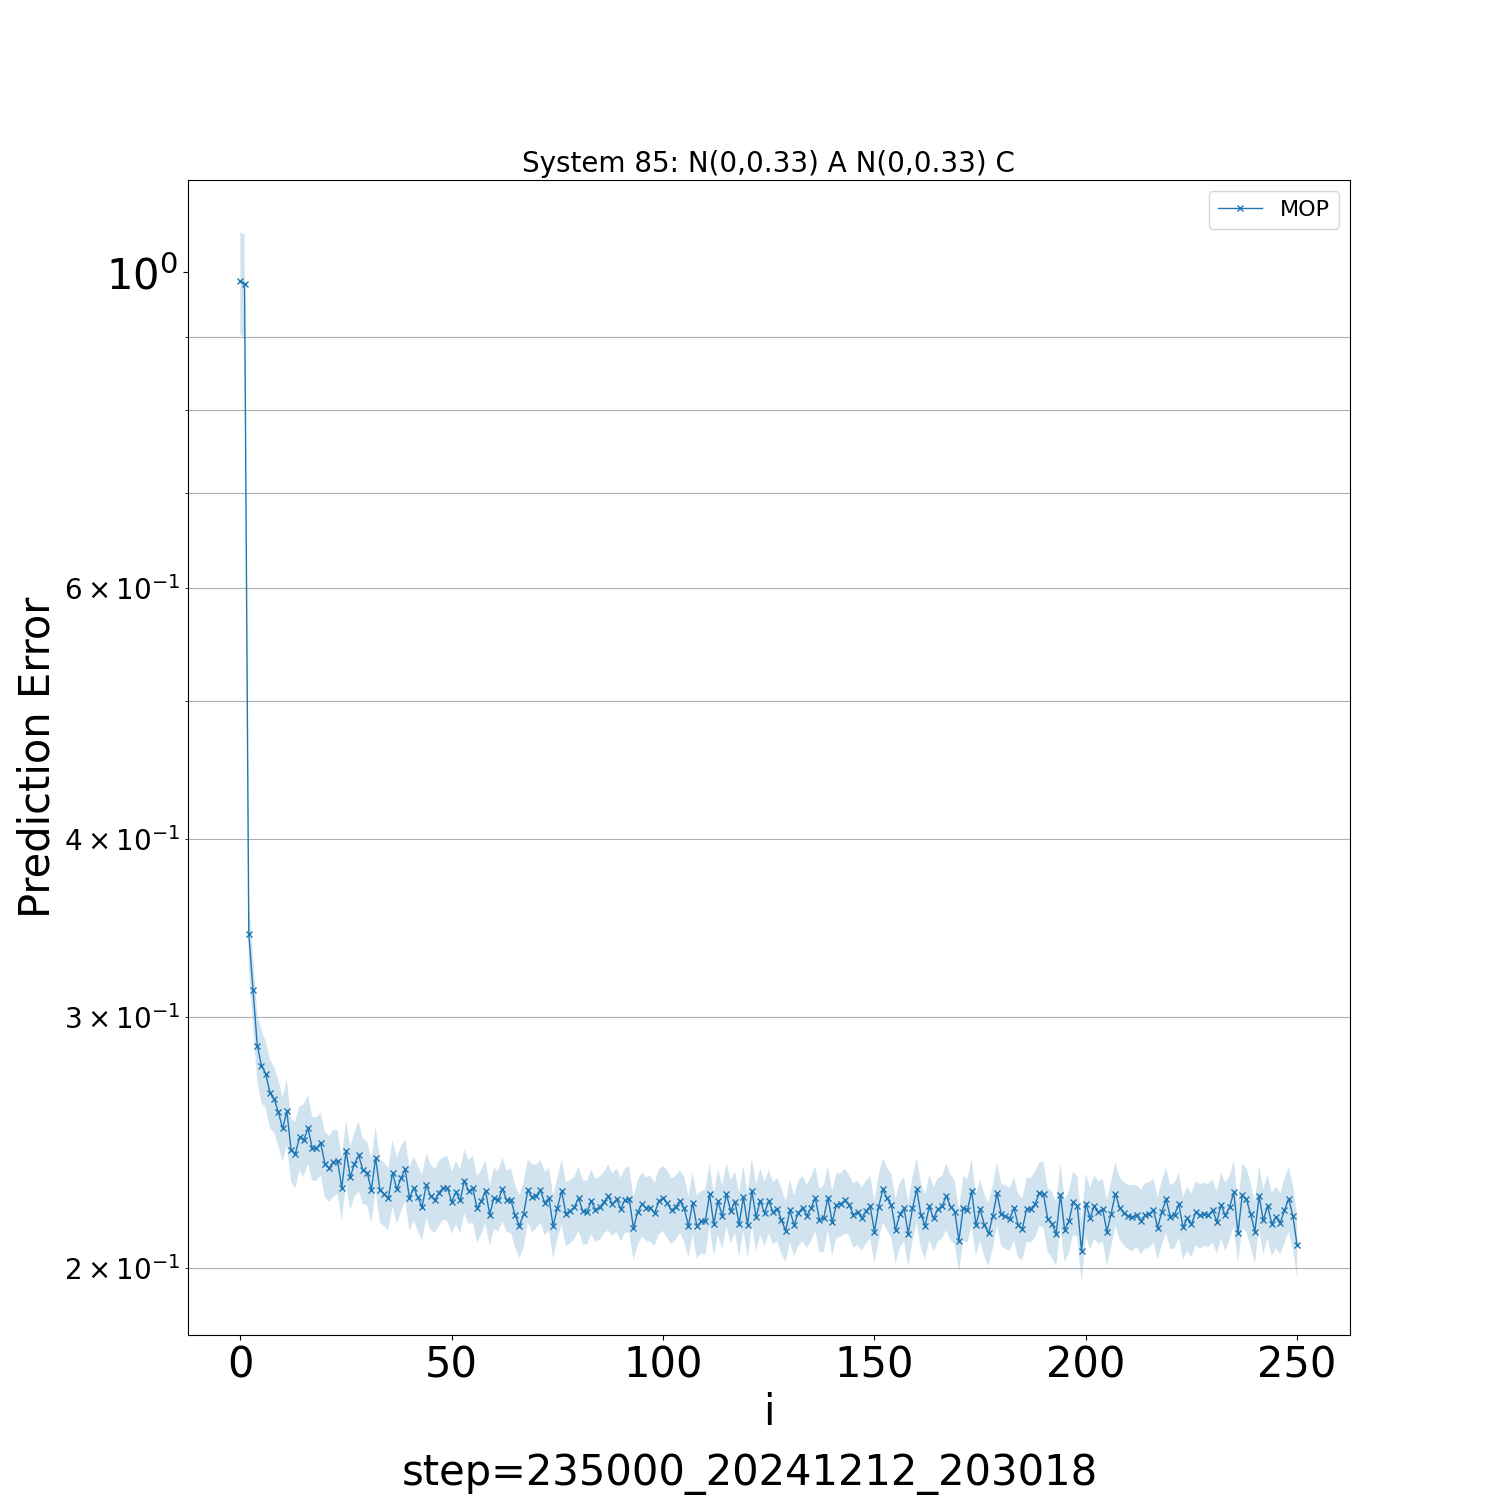 System 85: N(0,0.33) A N(0,0.33) C
MOP
10⁰
6 × 10⁻¹
4 × 10⁻¹
3 × 10⁻¹
2 × 10⁻¹
Prediction Error
0 50 100 150 200 250
i
step=235000_20241212_203018